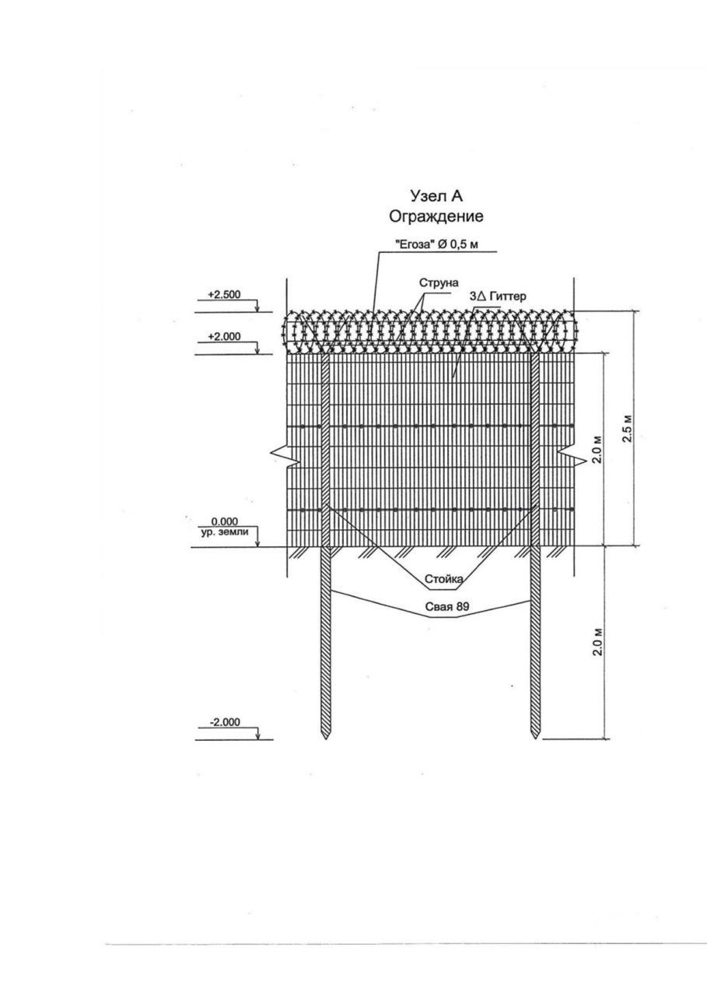 Узел А
Ограждение
"Егоза" Ø 0,5 м
Струна
3Δ Гиттер
+2.500
+2.000
2.5 м
2.0 м
0.000
ур. земли
Стойка
Свая 89
2.0 м
-2.000